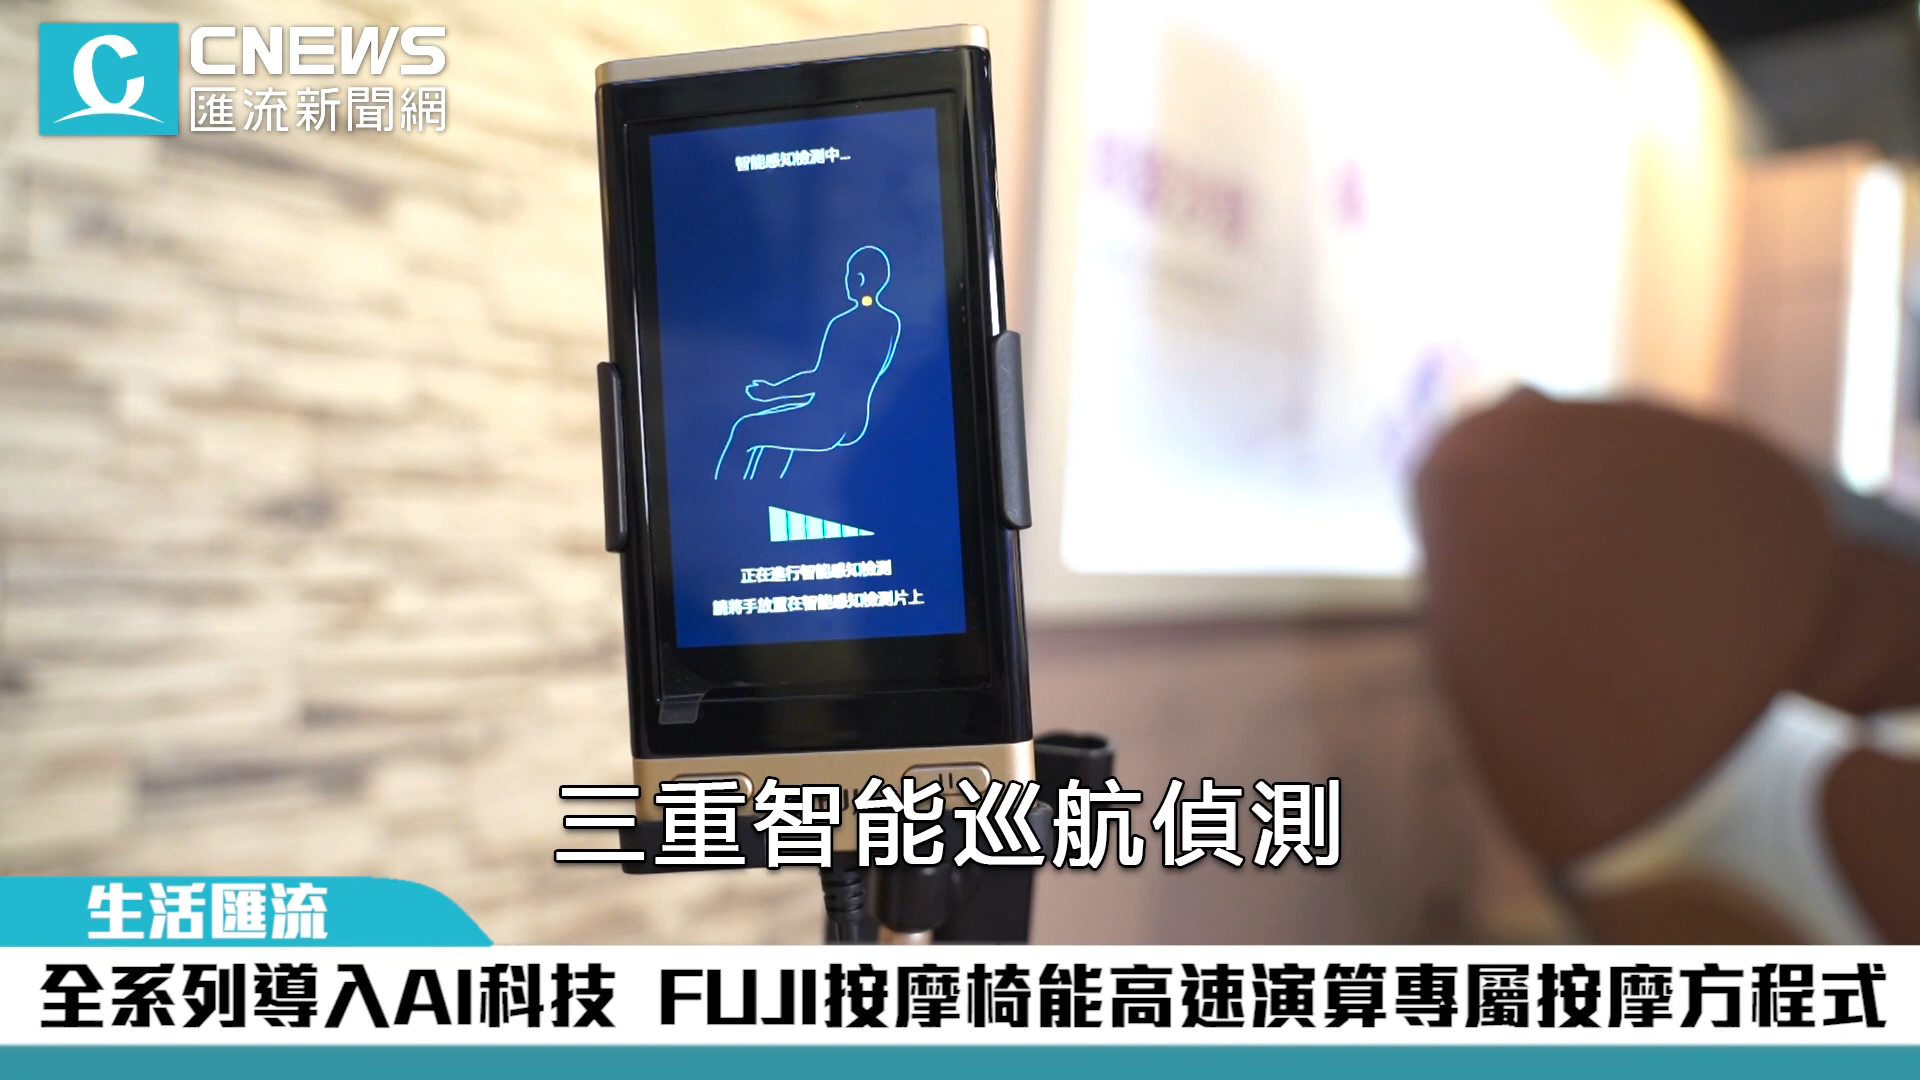 CNEWS
匯流新聞網
智能感知檢測中...
正在進行智能感知檢測
請將手放置在智能感知檢測片上
三重智能巡航偵測
生活匯流
全系列導入AI科技 FUJI按摩椅能高速演算專屬按摩方程式